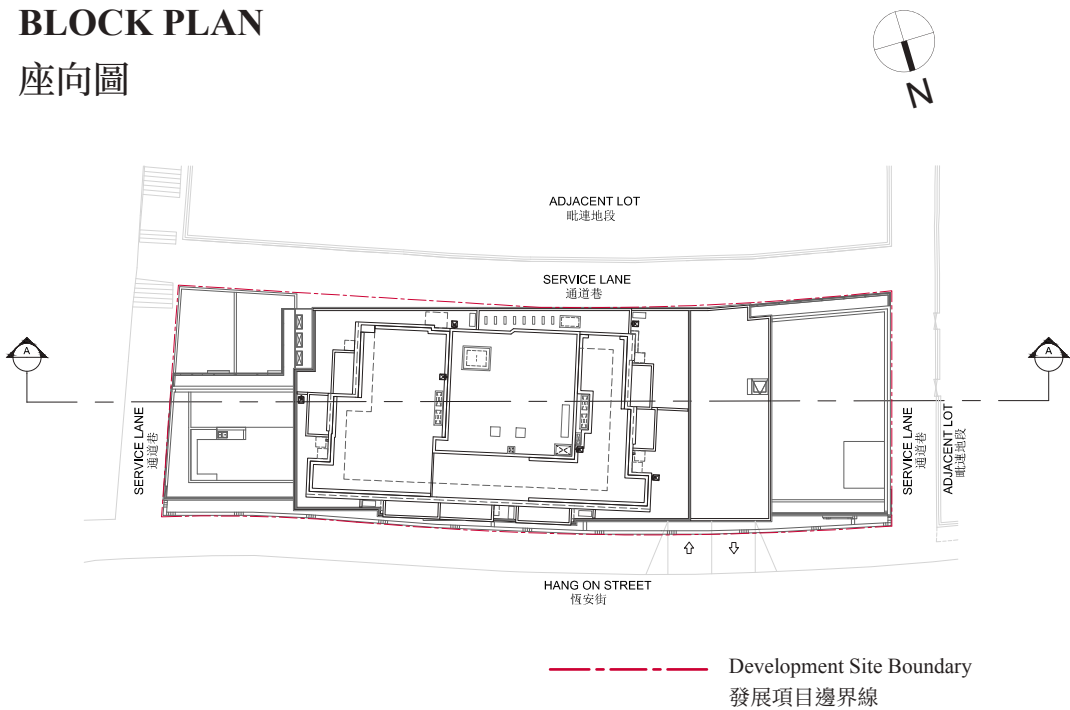 BLOCK PLAN
座向圖
N
ADJACENT LOT
毗連地段
SERVICE LANE
通道巷
A
A
SERVICE LANE
通道巷
SERVICE LANE
通道巷
ADJACENT LOT
毗連地段
HANG ON STREET
恆安街
Development Site Boundary
發展項目邊界線